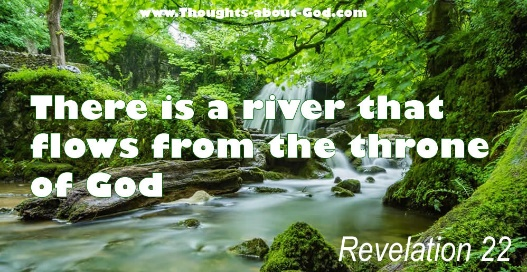 www.Thoughts-about-God.com
There is a river that
flows from the throne
of God
Revelation 22